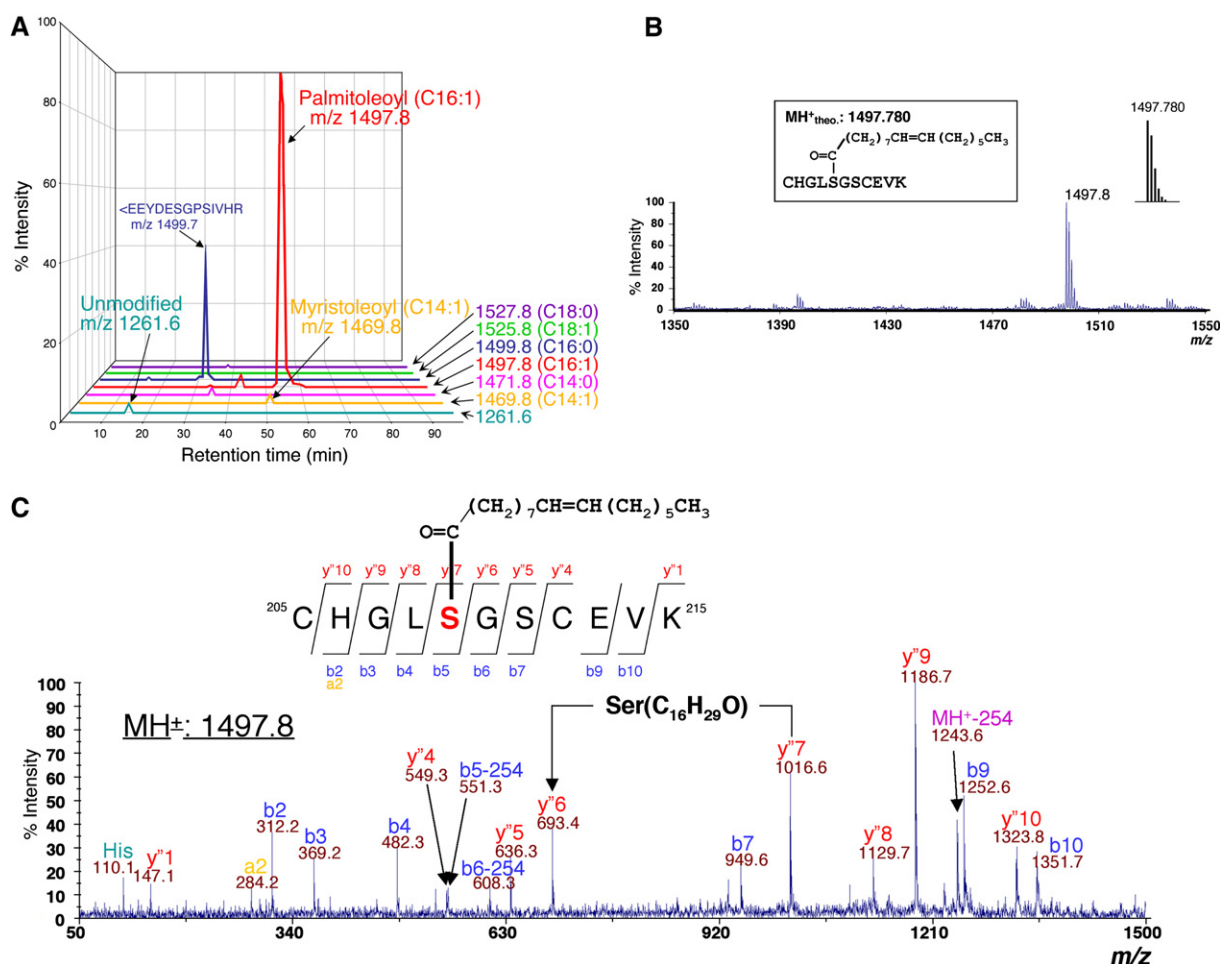 A
100
80
60
40
20
0
% Intensity
Palmitoleoyl (C16:1)
m/z 1497.8
<EEYDESGPSIVHR
m/z 1499.7
Unmodified
m/z 1261.6
Myristoleoyl (C14:1)
m/z 1469.8
1527.8 (C18:0)
1525.8 (C18:1)
1499.8 (C16:0)
1497.8 (C16:1)
1471.8 (C14:0)
1469.8 (C14:1)
1261.6
10 20 30 40 50 60 70 80 90
Retention time (min)
B
MH⁺theo.: 1497.780
(CH₂)₇CH=CH(CH₂)₅CH₃
O=C
CHGLSGSCEVK
1497.780
1497.8
100
80
60
40
20
0
% Intensity
1350 1390 1430 1470 1510 1550
m/z
C
(CH₂)₇CH=CH(CH₂)₅CH₃
O=C
y"10 y"9 y"8 y"7 y"6 y"5 y"4 y"1
²⁰⁵ C H G L S G S C E V K ²¹⁵
b2 b3 b4 b5 b6 b7 b9 b10
a2
100
90
80
70
60
50
40
30
20
10
0
% Intensity
MH±: 1497.8
Ser(C₁₆H₂₉O)
His
110.1
y"1
147.1
a2
284.2
b2
312.2
b3
369.2
b4
482.3
y"4
549.3
b5-254
551.3
b6-254
608.3
y"5
636.3
y"6
693.4
b7
949.6
y"7
1016.6
y"8
1129.7
y"9
1186.7
MH⁺-254
1243.6
b9
1252.6
y"10
1323.8
b10
1351.7
50 340 630 920 1210 1500
m/z